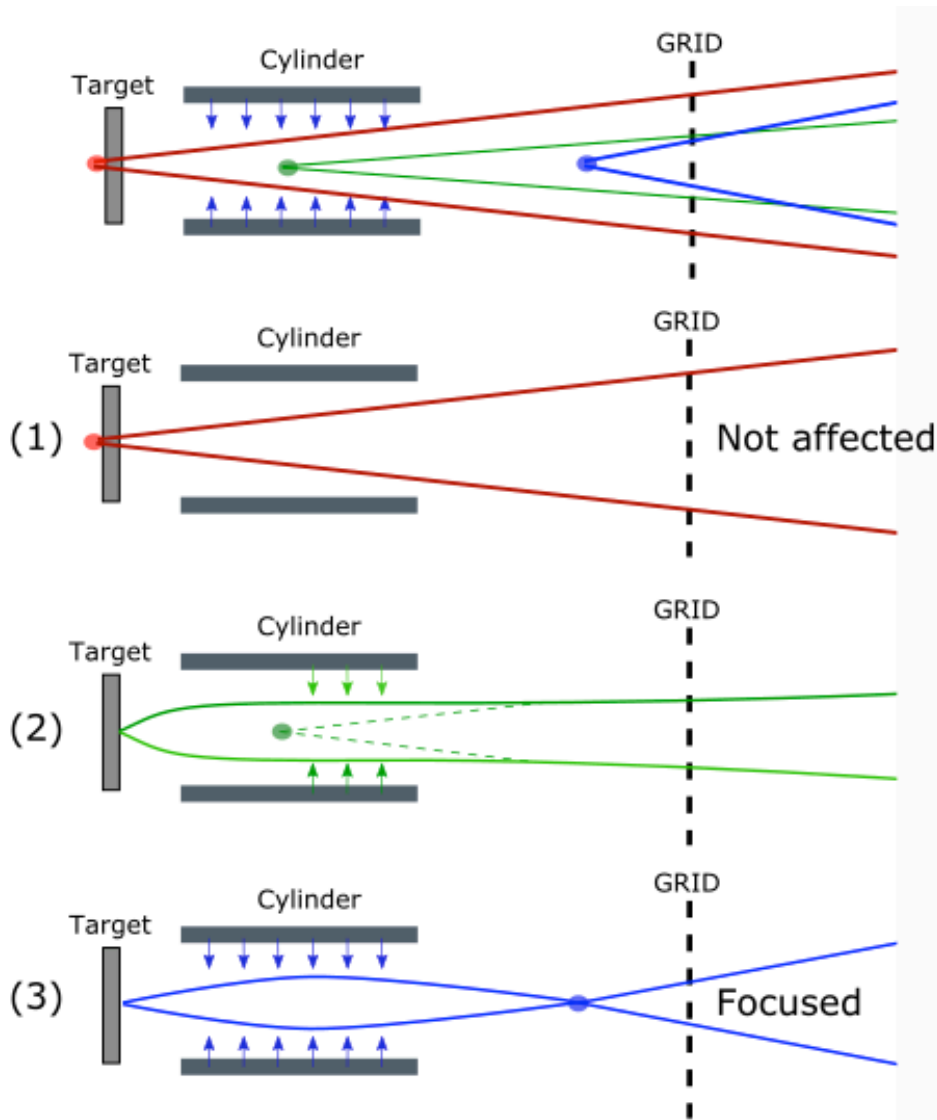 GRID
Cylinder
Target
GRID
Cylinder
Target
(1)
Not affected
GRID
Cylinder
Target
(2)
GRID
Cylinder
Target
(3)
Focused